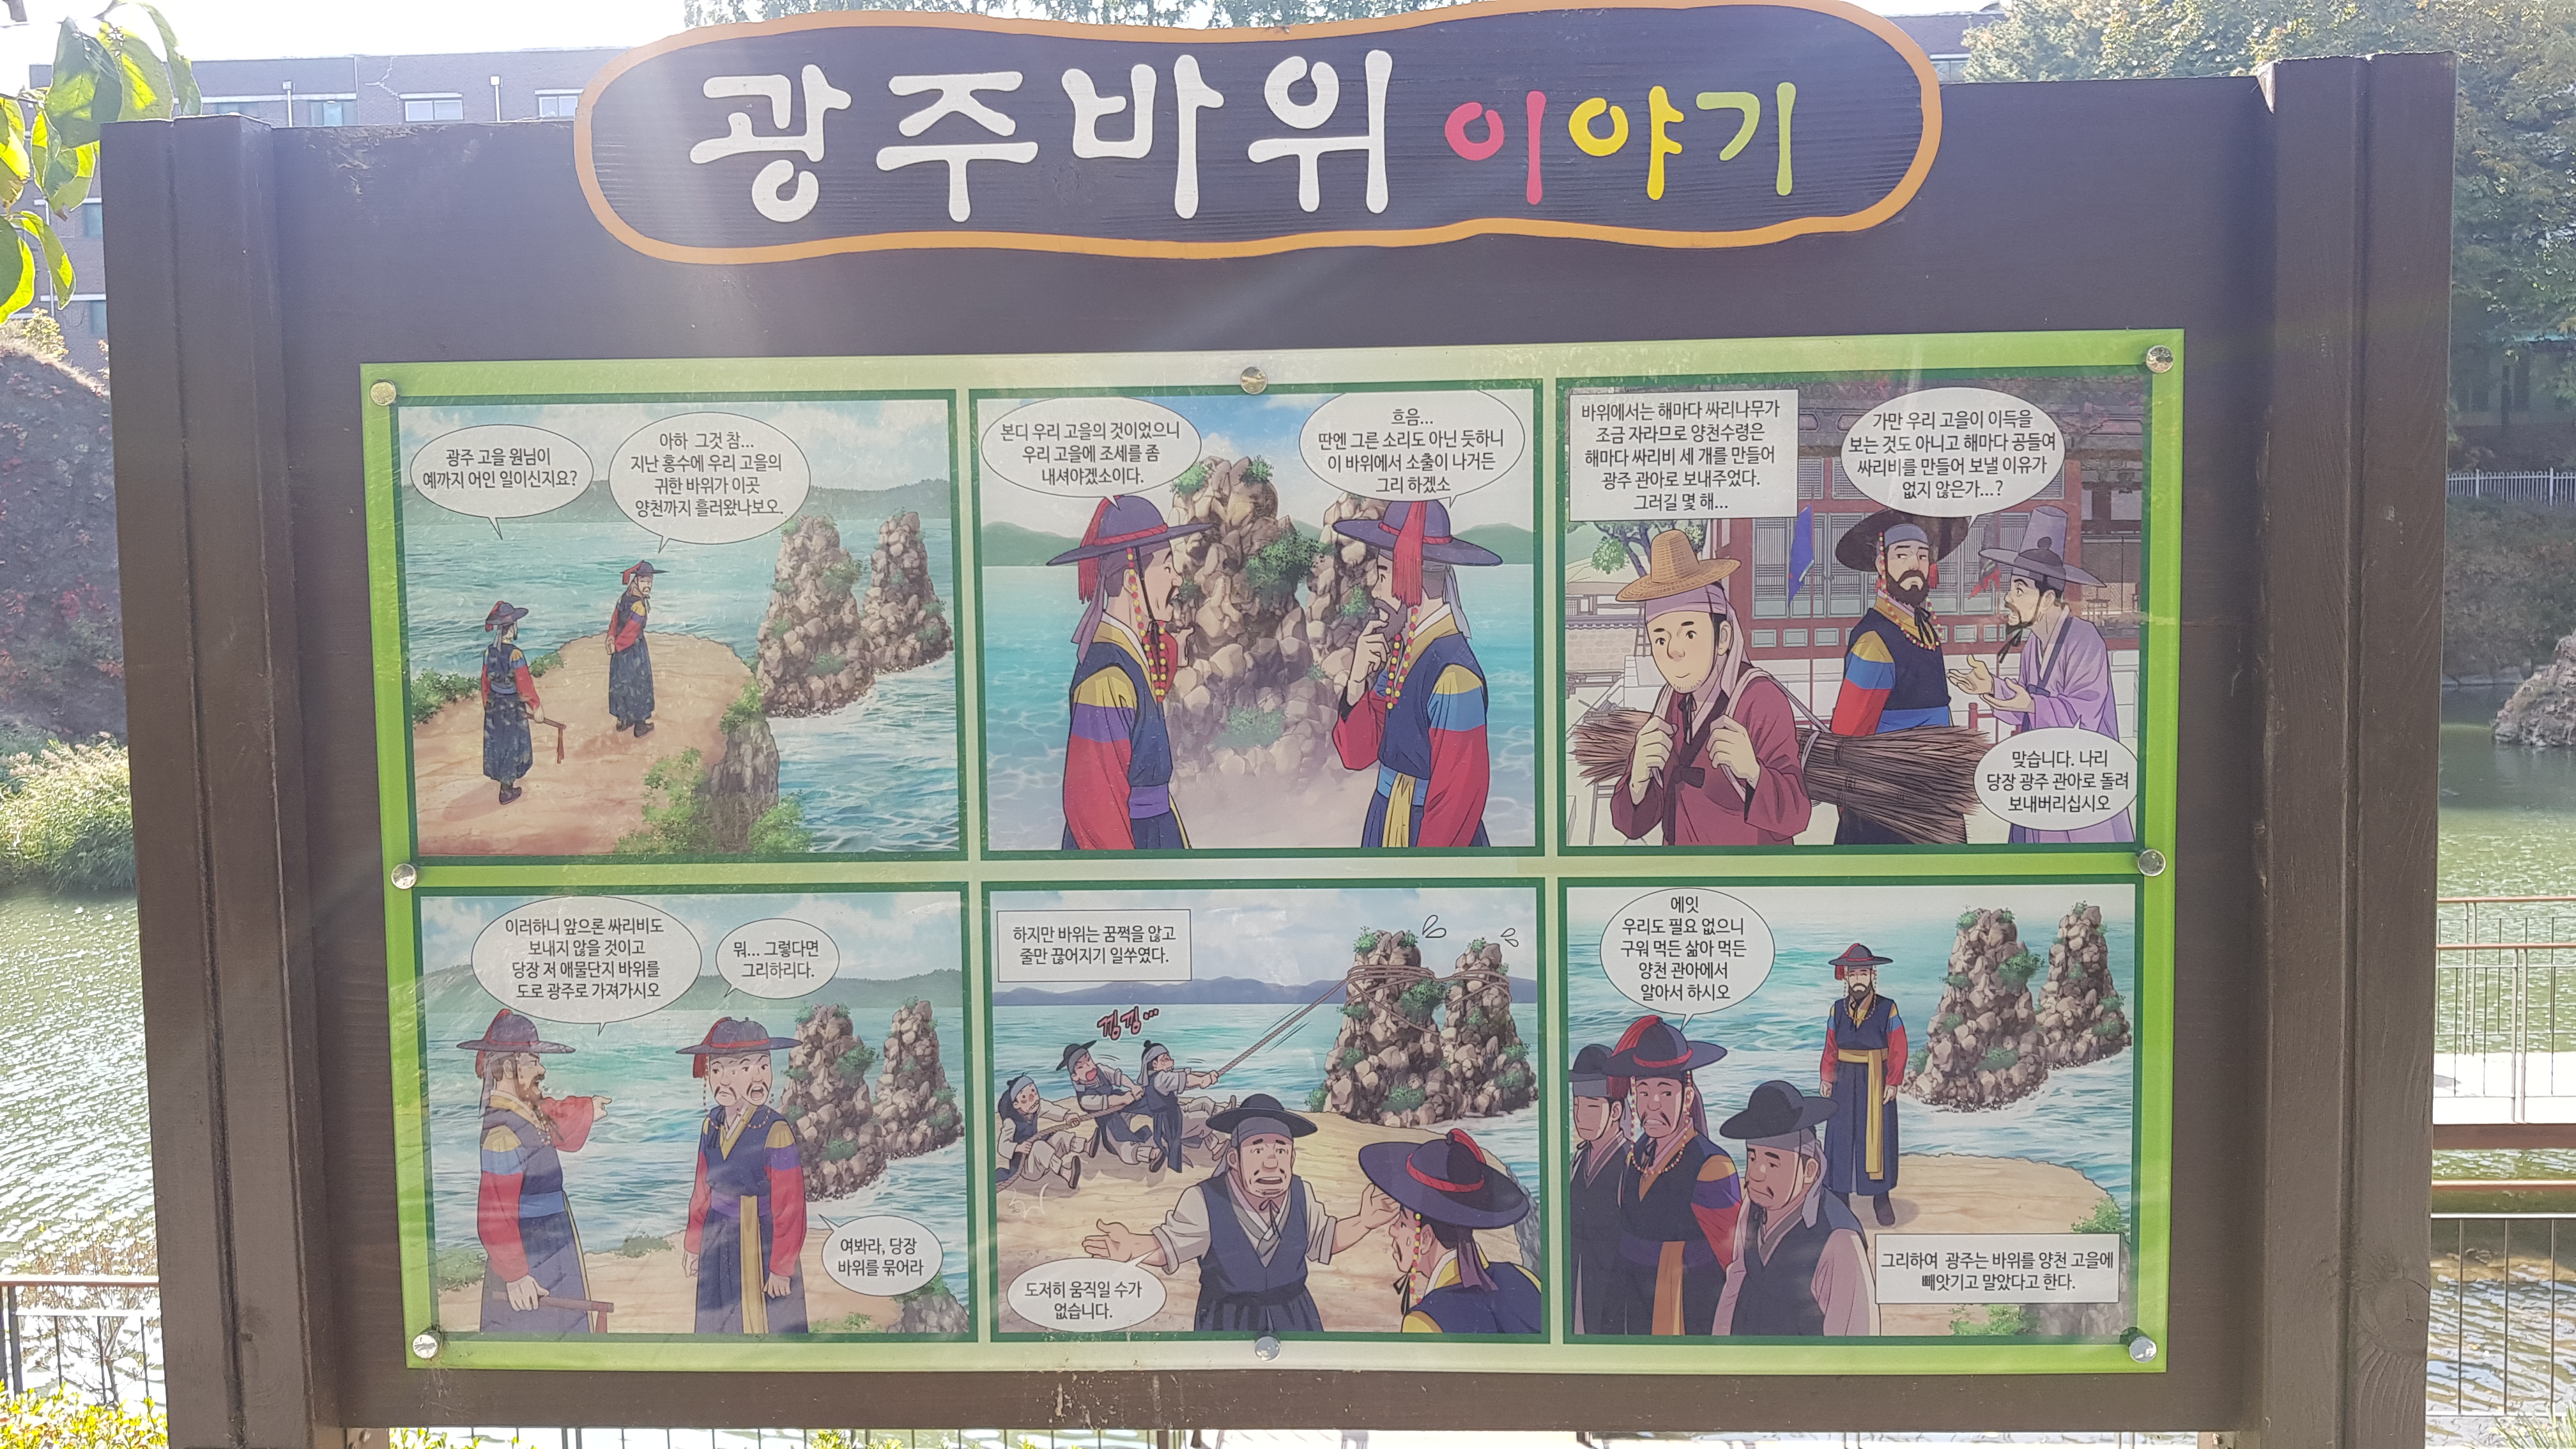 광주바위 이야기
광주 고을 원님이
예까지 어인 일이신지요?
아하 그것 참...
지난 홍수에 우리 고을의
귀한 바위가 이곳
양천까지 흘러왔나보오.
본디 우리 고을의 것이었으니
우리 고을에 조세를 좀
내셔야겠소이다.
흐음...
딴엔 그른 소리도 아닌 듯하니
이 바위에서 소출이 나거든
그리 하겠소
바위에서는 해마다 싸리나무가
조금 자라므로 양천수령은
해마다 싸리비 세 개를 만들어
광주 관아로 보내주었다.
그러길 몇 해...
가만 우리 고을이 이득을
보는 것도 아니고 해마다 공들여
싸리비를 만들어 보낼 이유가
없지 않은가...?
맞습니다. 나리
당장 광주 관아로 돌려
보내버리십시오
이러하니 앞으론 싸리비도
보내지 않을 것이고
당장 저 애물단지 바위를
도로 광주로 가져가시오
뭐... 그렇다면
그리하리다.
여봐라, 당장
바위를 묶어라
하지만 바위는 꿈쩍을 않고
줄만 끊어지기 일쑤였다.
낑낑...
도저히 움직일 수가
없습니다.
에잇
우리도 필요 없으니
구워 먹든 삶아 먹든
양천 관아에서
알아서 하시오
그리하여 광주는 바위를 양천 고을에
빼앗기고 말았다고 한다.